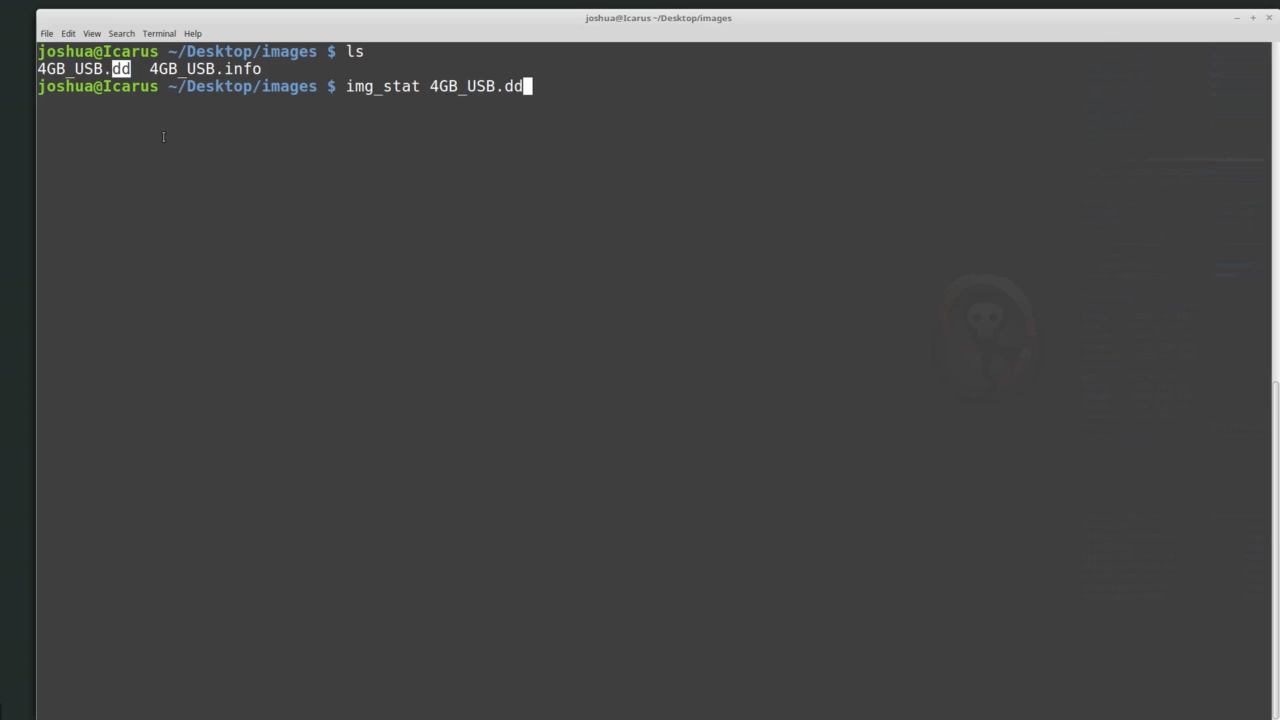 joshua@Icarus ~/Desktop/images
File Edit View Search Terminal Help
joshua@Icarus ~/Desktop/images $ ls
4GB_USB.dd 4GB_USB.info
joshua@Icarus ~/Desktop/images $ img_stat 4GB_USB.dd